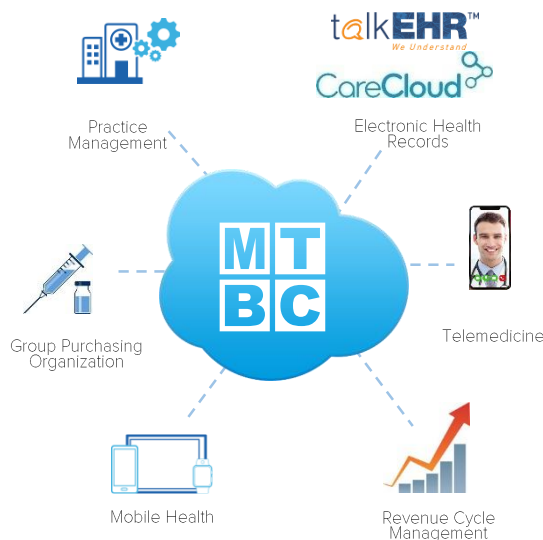 talkEHR™
We Understand
CareCloud
Practice
Management
Electronic Health
Records
M T
B C
Group Purchasing
Organization
Telemedicine
Mobile Health
Revenue Cycle
Management